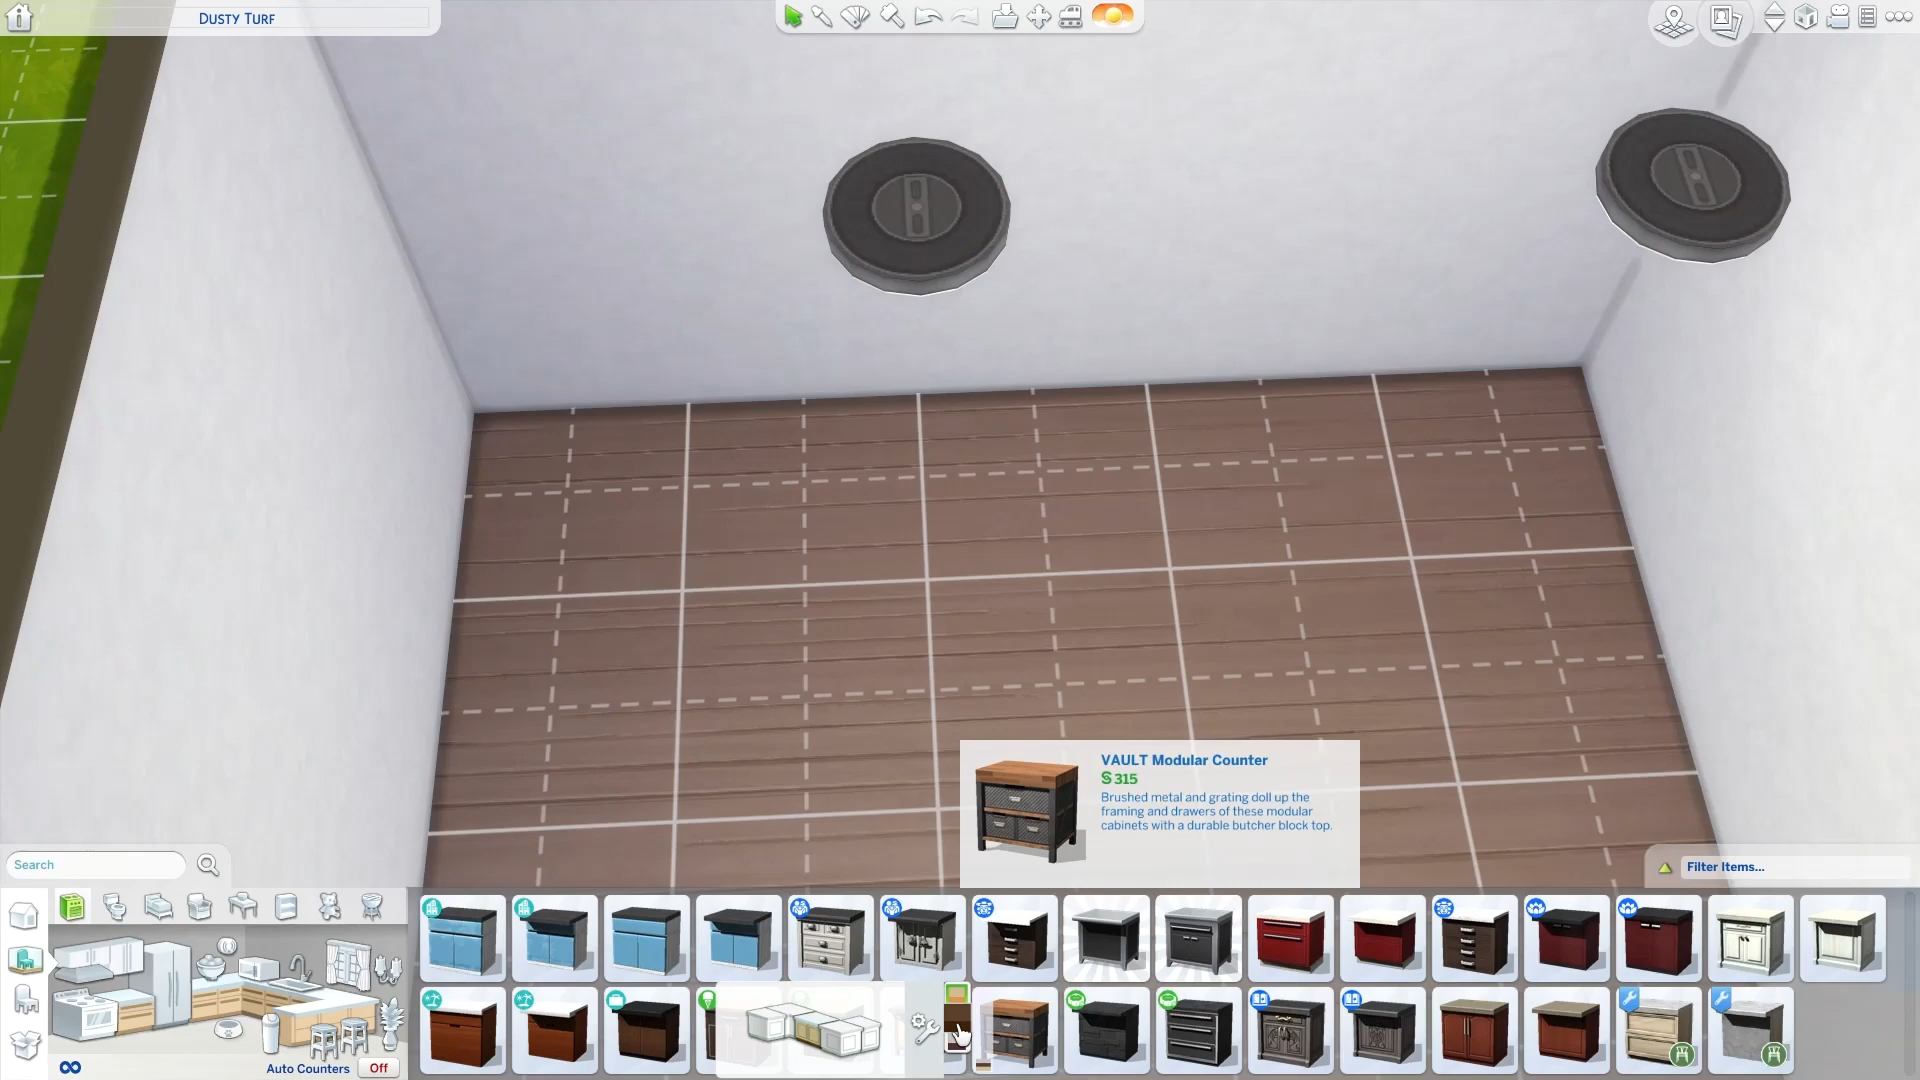 Dusty Turf
VAULT Modular Counter
§315
Brushed metal and grating doll up the
framing and drawers of these modular
cabinets with a durable butcher block top.
Search
Filter Items...
Auto Counters
Off